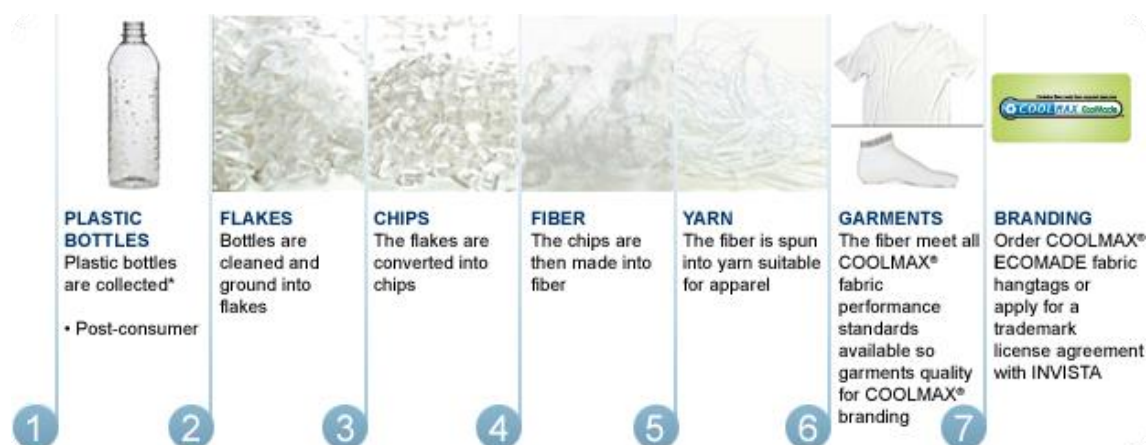 COOLMAX EcoMade
PLASTIC
BOTTLES
Plastic bottles
are collected*
• Post-consumer
FLAKES
Bottles are
cleaned and
ground into
flakes
CHIPS
The flakes are
converted into
chips
FIBER
The chips are
then made into
fiber
YARN
The fiber is spun
into yarn suitable
for apparel
GARMENTS
The fiber meet all
COOLMAX®
fabric
performance
standards
available so
garments quality
for COOLMAX®
branding
BRANDING
Order COOLMAX®
ECOMADE fabric
hangtags or
apply for a
trademark
license agreement
with INVISTA
1
2
3
4
5
6
7